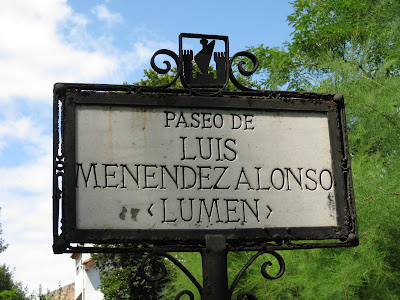 PASEO DE
LUIS
MENENDEZ ALONSO
‹ LUMEN ›